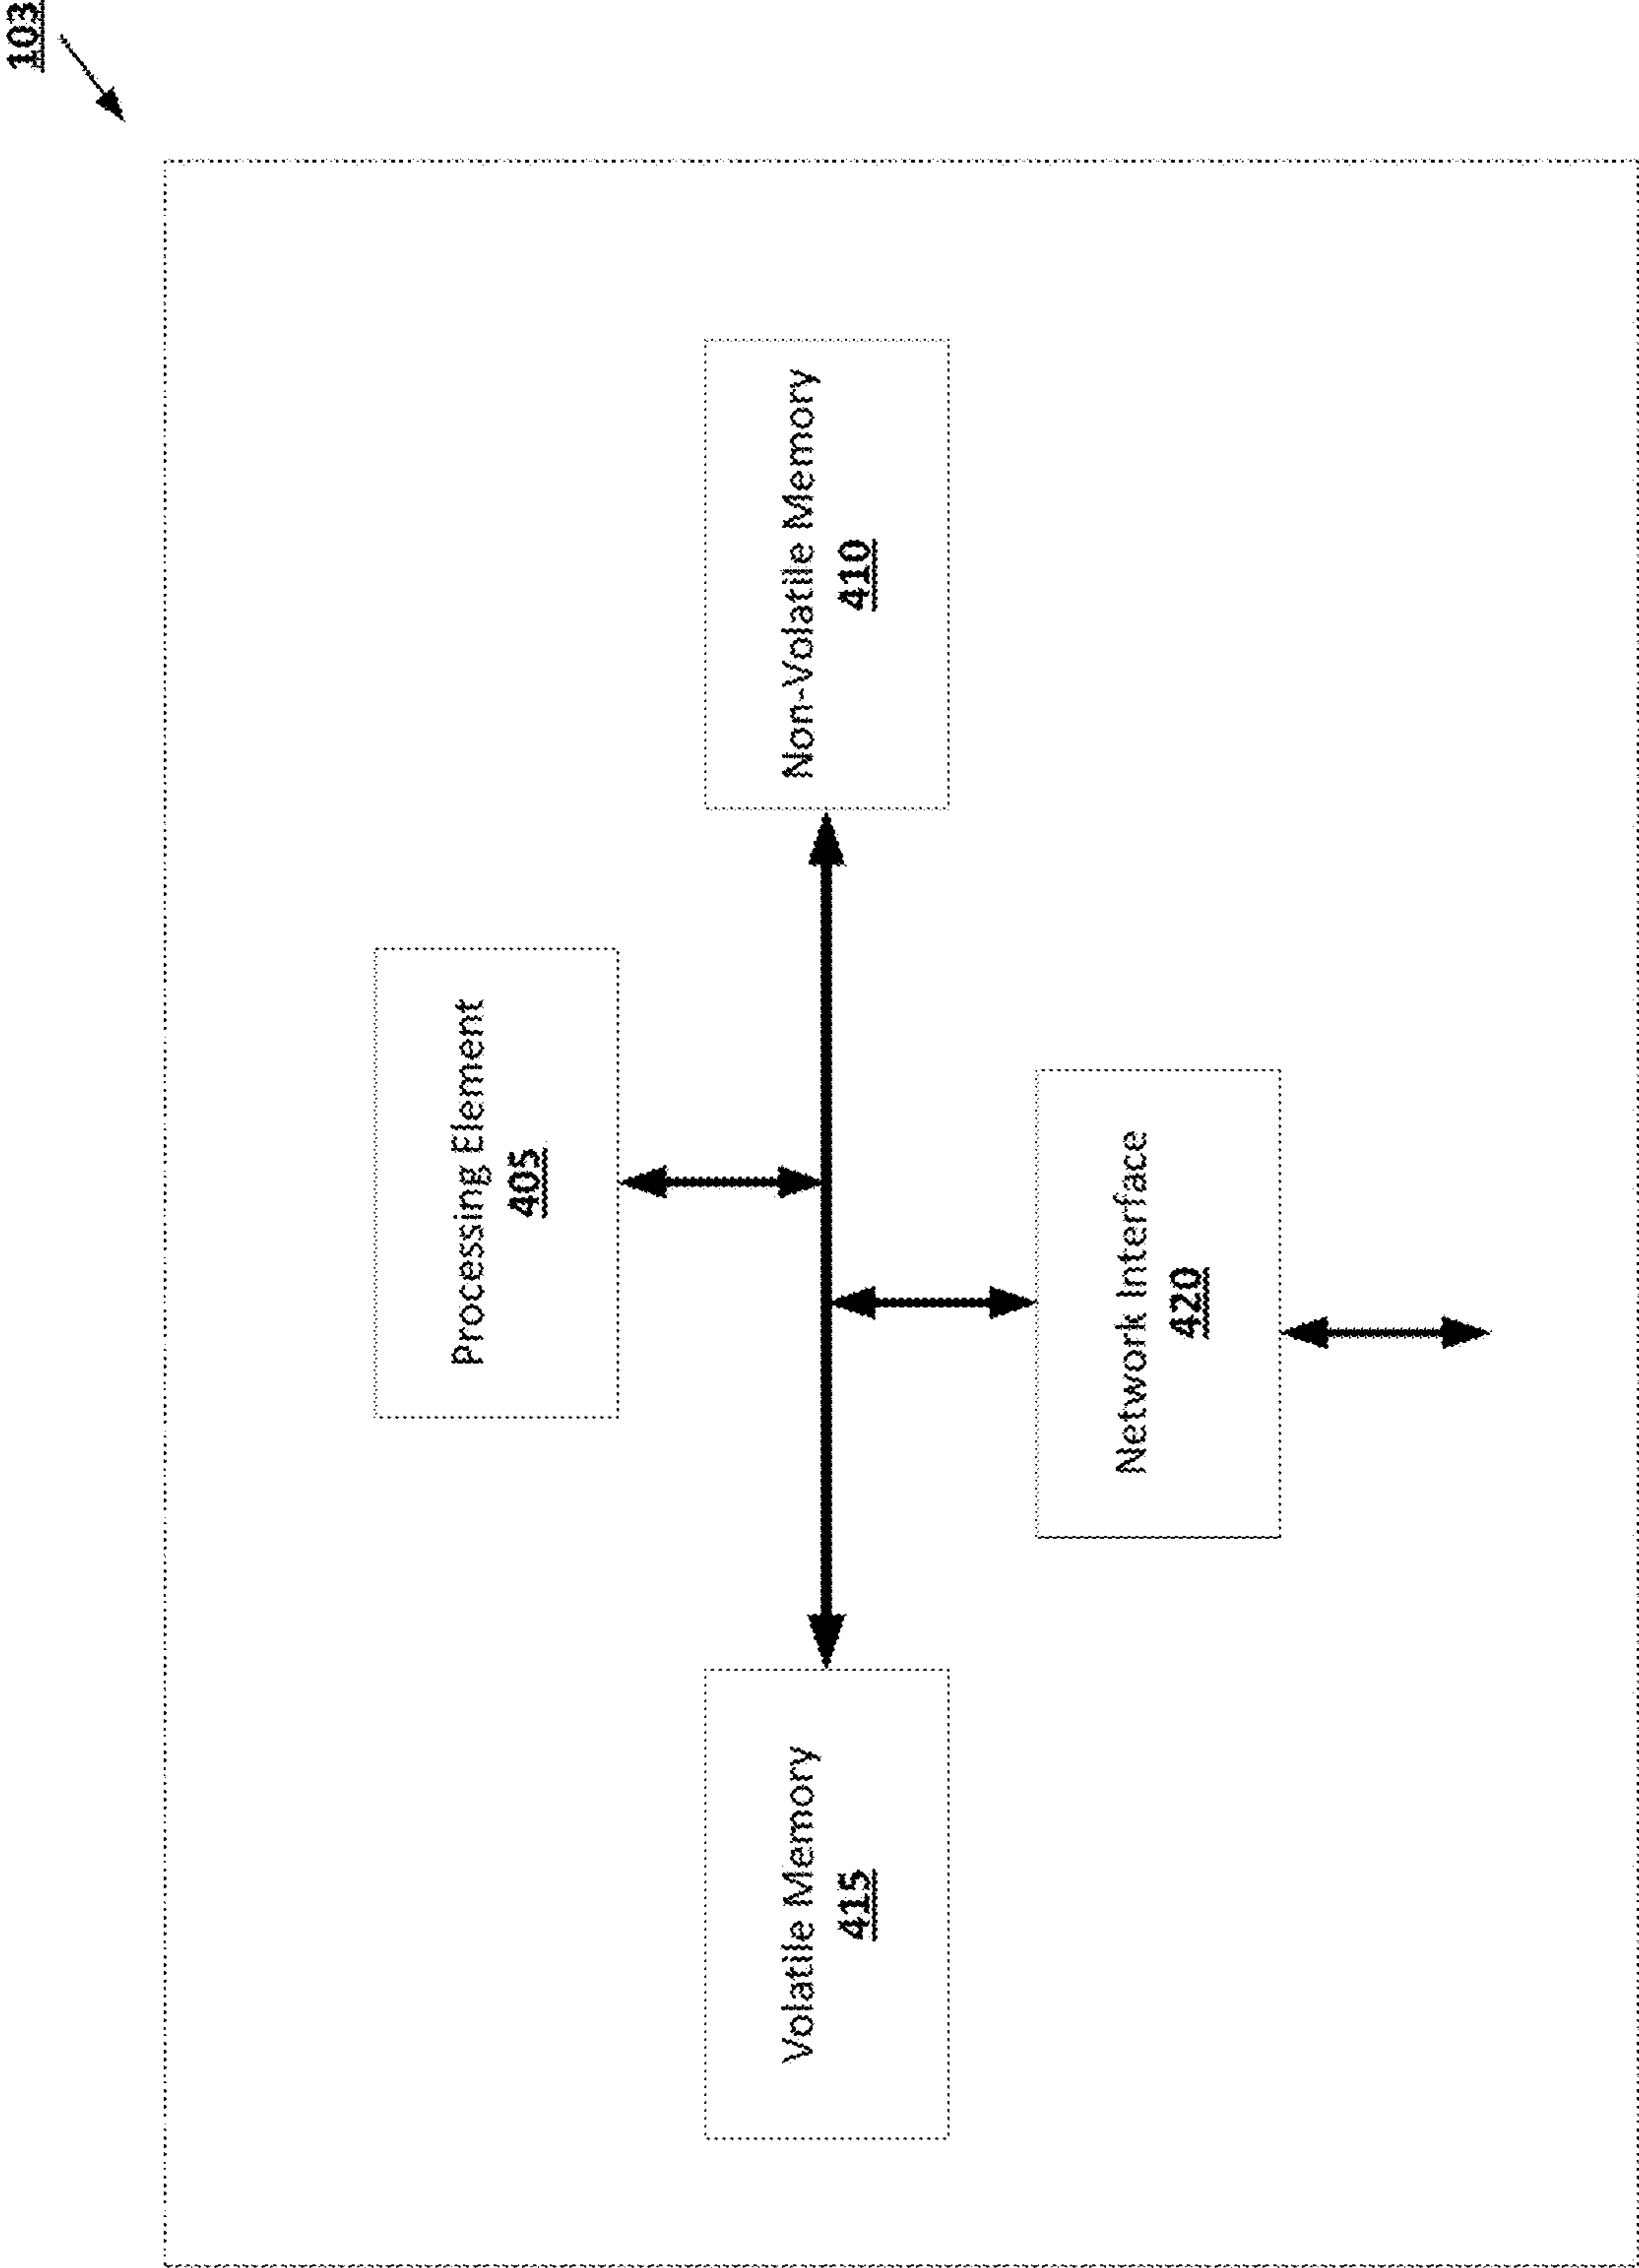 103
Processing Element
405
Volatile Memory
415
Non-Volatile Memory
410
Network Interface
420